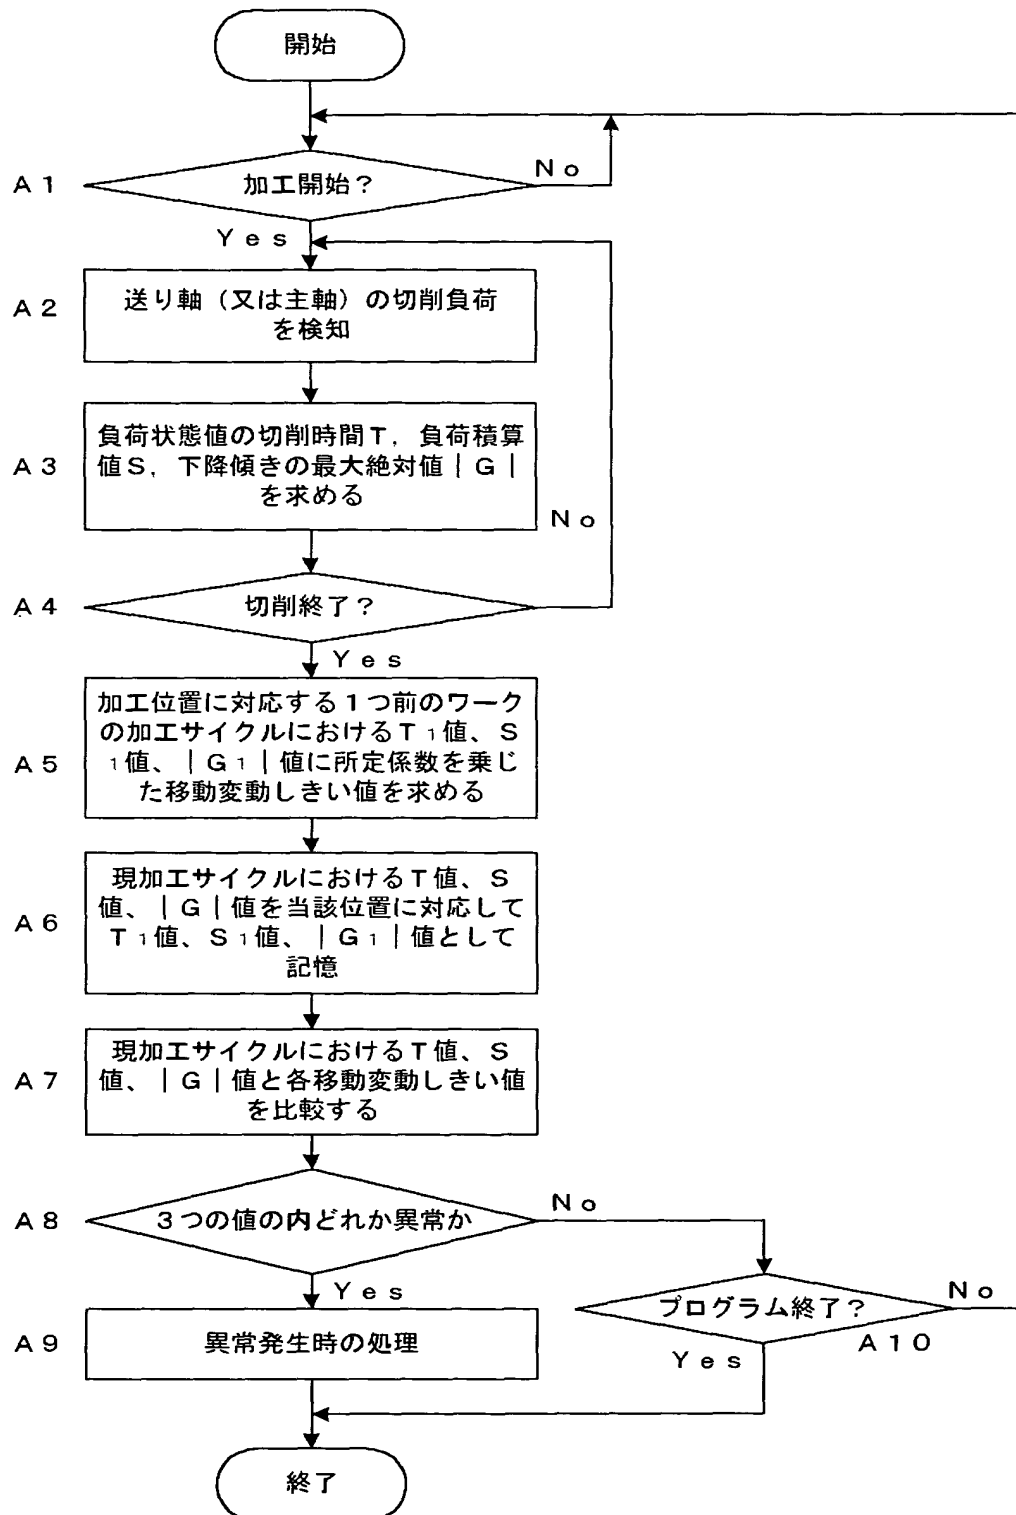 開始
No
A1
加工開始?
Yes
A2
送り軸(又は主軸)の切削負荷
を検知
A3
負荷状態値の切削時間T,負荷積算
値S,下降傾きの最大絶対値|G|
を求める
No
A4
切削終了?
Yes
A5
加工位置に対応する1つ前のワーク
の加工サイクルにおけるT₁値、S
₁値、|G₁|値に所定係数を乗じ
た移動変動しきい値を求める
A6
現加工サイクルにおけるT値、S
値、|G|値を当該位置に対応して
T₁値、S₁値、|G₁|値として
記憶
A7
現加工サイクルにおけるT値、S
値、|G|値と各移動変動しきい値
を比較する
A8
3つの値の内どれか異常か
No
Yes
プログラム終了?
No
A9
異常発生時の処理
Yes
A10
終了